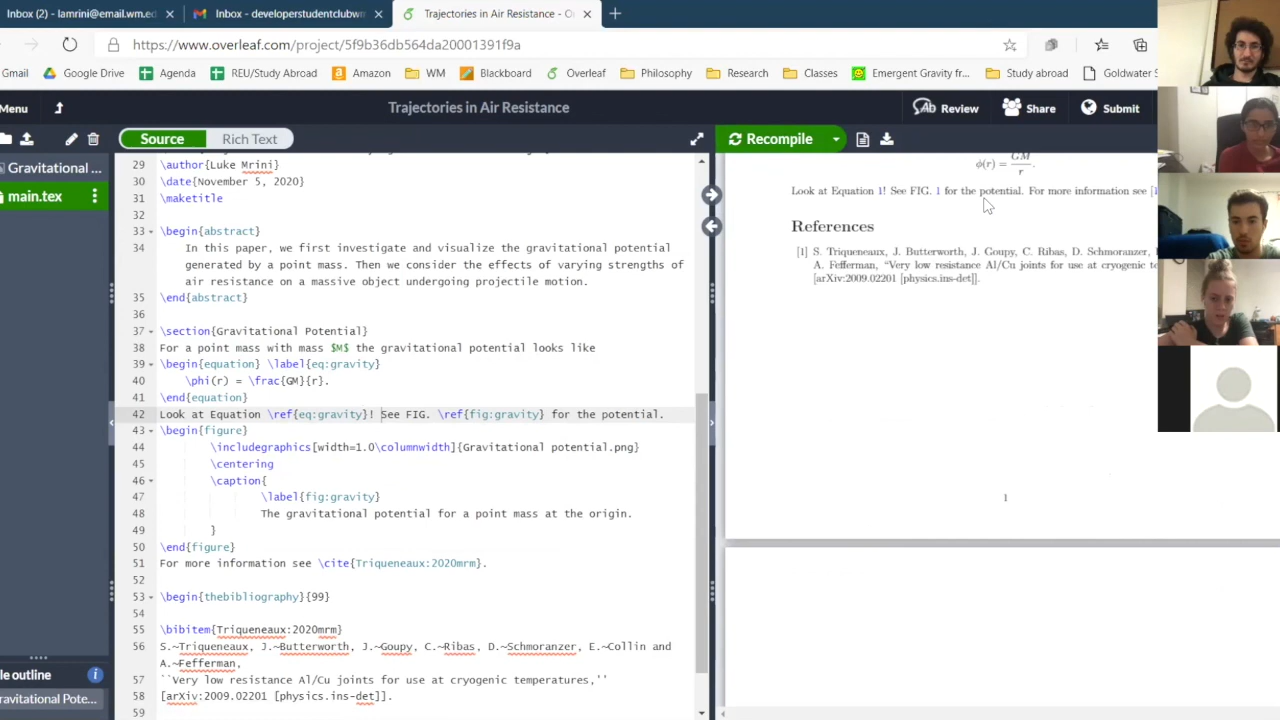 Inbox (2) - lamrini@email.wm.ed
Inbox - developerstudentclubwm
Trajectories in Air Resistance - O
https://www.overleaf.com/project/5f9b36db564da20001391f9a
Gmail
Google Drive
Agenda
REU/Study Abroad
Amazon
WM
Blackboard
Overleaf
Philosophy
Research
Classes
Emergent Gravity fr...
Study abroad
Goldwater
Menu
Trajectories in Air Resistance
Review
Share
Submit
Source
Rich Text
Recompile
Gravitational
main.tex
29 \author{Luke Mrini}
30 \date{November 5, 2020}
31 \maketitle
32
33 \begin{abstract}
34 In this paper, we first investigate and visualize the gravitational potential
generated by a point mass. Then we consider the effects of varying strengths of
air resistance on a massive object undergoing projectile motion.
35 \end{abstract}
36
37 \section{Gravitational Potential}
38 For a point mass with mass $M$ the gravitational potential looks like
39 \begin{equation} \label{eq:gravity}
40 \phi(r) = \frac{GM}{r}.
41 \end{equation}
42 Look at Equation \ref{eq:gravity}! See FIG. \ref{fig:gravity} for the potential.
43 \begin{figure}
44 \includegraphics[width=1.0\columnwidth]{Gravitational potential.png}
45 \centering
46 \caption{
47 \label{fig:gravity}
48 The gravitational potential for a point mass at the origin.
49 }
50 \end{figure}
51 For more information see \cite{Triqueneaux:2020mrm}.
52
53 \begin{thebibliography}{99}
54
55 \bibitem{Triqueneaux:2020mrm}
56 S.~Triqueneaux, J.~Butterworth, J.~Goupy, C.~Ribas, D.~Schmoranzer, E.~Collin and
A.~Fefferman,
57 ``Very low resistance Al/Cu joints for use at cryogenic temperatures,''
58 [arXiv:2009.02201 [physics.ins-det]].
59
le outline
ravitational Pote...
ϕ(r) = GM/r.
Look at Equation 1! See FIG. 1 for the potential. For more information see [1
References
[1] S. Triqueneaux, J. Butterworth, J. Goupy, C. Ribas, D. Schmoranzer,
A. Fefferman, “Very low resistance Al/Cu joints for use at cryogenic te
[arXiv:2009.02201 [physics.ins-det]].
1